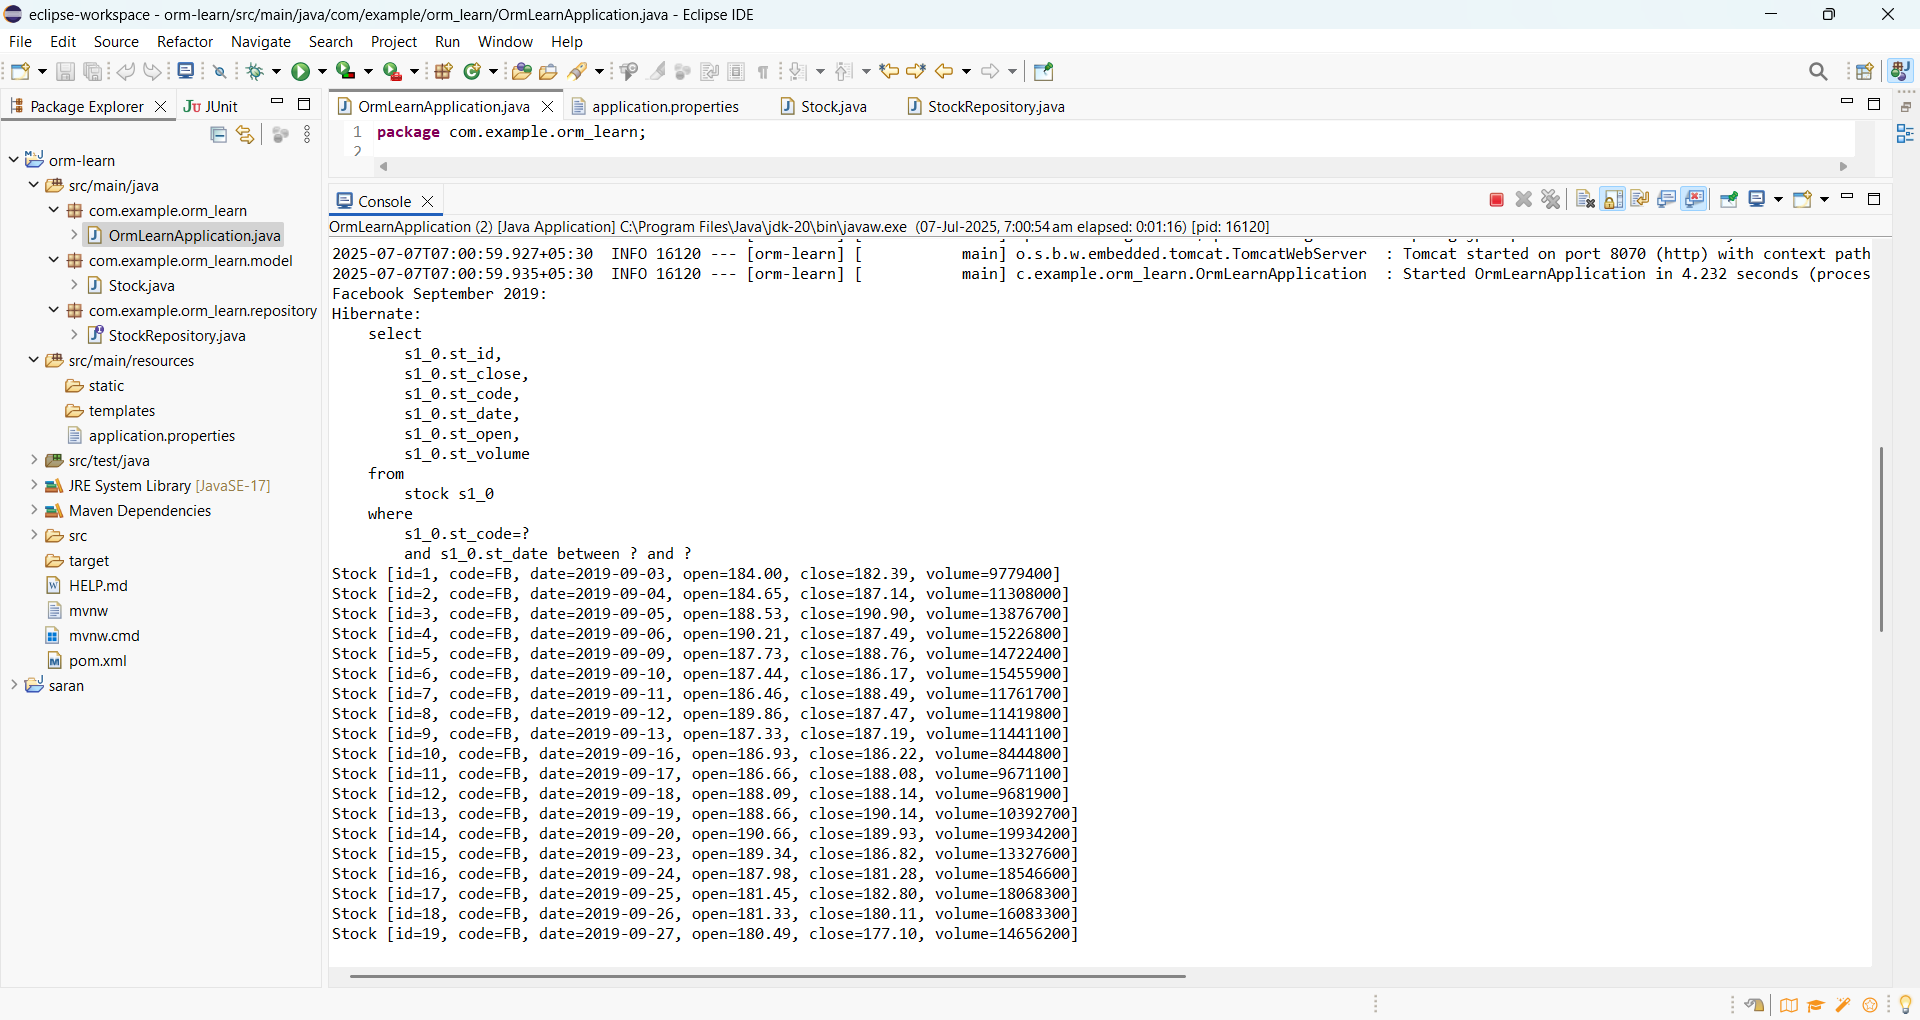 eclipse-workspace - orm-learn/src/main/java/com/example/orm_learn/OrmLearnApplication.java - Eclipse IDE
File Edit Source Refactor Navigate Search Project Run Window Help
Package Explorer
JUnit
orm-learn
src/main/java
com.example.orm_learn
OrmLearnApplication.java
com.example.orm_learn.model
Stock.java
com.example.orm_learn.repository
StockRepository.java
src/main/resources
static
templates
application.properties
src/test/java
JRE System Library [JavaSE-17]
Maven Dependencies
src
target
HELP.md
mvnw
mvnw.cmd
pom.xml
saran
OrmLearnApplication.java application.properties Stock.java StockRepository.java
1 package com.example.orm_learn;
2
Console
OrmLearnApplication (2) [Java Application] C:\Program Files\Java\jdk-20\bin\javaw.exe (07-Jul-2025, 7:00:54 am elapsed: 0:01:16) [pid: 16120]
2025-07-07T07:00:59.927+05:30 INFO 16120 --- [orm-learn] [ main] o.s.b.w.embedded.tomcat.TomcatWebServer : Tomcat started on port 8070 (http) with context path
2025-07-07T07:00:59.935+05:30 INFO 16120 --- [orm-learn] [ main] c.example.orm_learn.OrmLearnApplication : Started OrmLearnApplication in 4.232 seconds (proces
Facebook September 2019:
Hibernate:
select
s1_0.st_id,
s1_0.st_close,
s1_0.st_code,
s1_0.st_date,
s1_0.st_open,
s1_0.st_volume
from
stock s1_0
where
s1_0.st_code=?
and s1_0.st_date between ? and ?
Stock [id=1, code=FB, date=2019-09-03, open=184.00, close=182.39, volume=9779400]
Stock [id=2, code=FB, date=2019-09-04, open=184.65, close=187.14, volume=11308000]
Stock [id=3, code=FB, date=2019-09-05, open=188.53, close=190.90, volume=13876700]
Stock [id=4, code=FB, date=2019-09-06, open=190.21, close=187.49, volume=15226800]
Stock [id=5, code=FB, date=2019-09-09, open=187.73, close=188.76, volume=14722400]
Stock [id=6, code=FB, date=2019-09-10, open=187.44, close=186.17, volume=15455900]
Stock [id=7, code=FB, date=2019-09-11, open=186.46, close=188.49, volume=11761700]
Stock [id=8, code=FB, date=2019-09-12, open=189.86, close=187.47, volume=11419800]
Stock [id=9, code=FB, date=2019-09-13, open=187.33, close=187.19, volume=11441100]
Stock [id=10, code=FB, date=2019-09-16, open=186.93, close=186.22, volume=8444800]
Stock [id=11, code=FB, date=2019-09-17, open=186.66, close=188.08, volume=9671100]
Stock [id=12, code=FB, date=2019-09-18, open=188.09, close=188.14, volume=9681900]
Stock [id=13, code=FB, date=2019-09-19, open=188.66, close=190.14, volume=10392700]
Stock [id=14, code=FB, date=2019-09-20, open=190.66, close=189.93, volume=19934200]
Stock [id=15, code=FB, date=2019-09-23, open=189.34, close=186.82, volume=13327600]
Stock [id=16, code=FB, date=2019-09-24, open=187.98, close=181.28, volume=18546600]
Stock [id=17, code=FB, date=2019-09-25, open=181.45, close=182.80, volume=18068300]
Stock [id=18, code=FB, date=2019-09-26, open=181.33, close=180.11, volume=16083300]
Stock [id=19, code=FB, date=2019-09-27, open=180.49, close=177.10, volume=14656200]